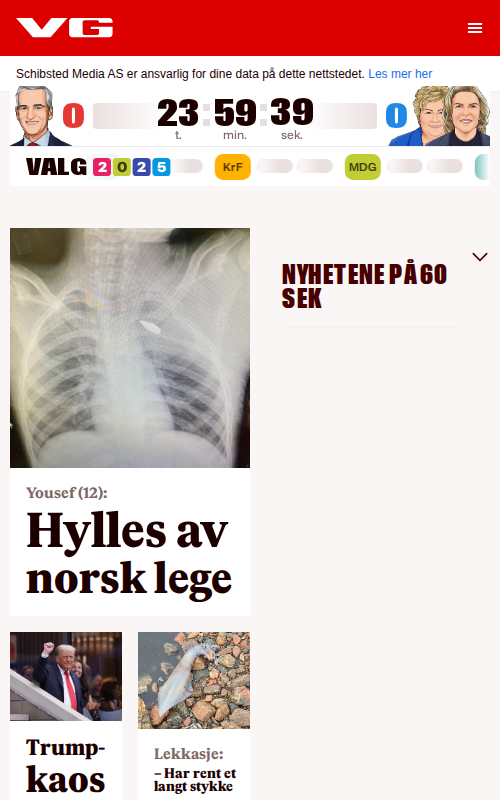 VG
Schibsted Media AS er ansvarlig for dine data på dette nettstedet. Les mer her
0 23:59:39 0
t. min. sek.
VALG 2025 KrF MDG
NYHETENE PÅ 60
SEK
Yousef (12):
Hylles av
norsk lege
Trump-
kaos
Lekkasje:
– Har rent et
langt stykke